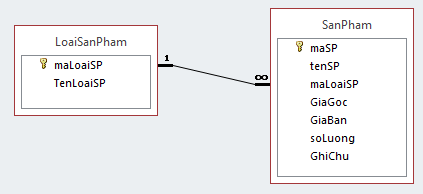 LoaiSanPham
maLoaiSP
TenLoaiSP
1
∞
SanPham
maSP
tenSP
maLoaiSP
GiaGoc
GiaBan
soLuong
GhiChu